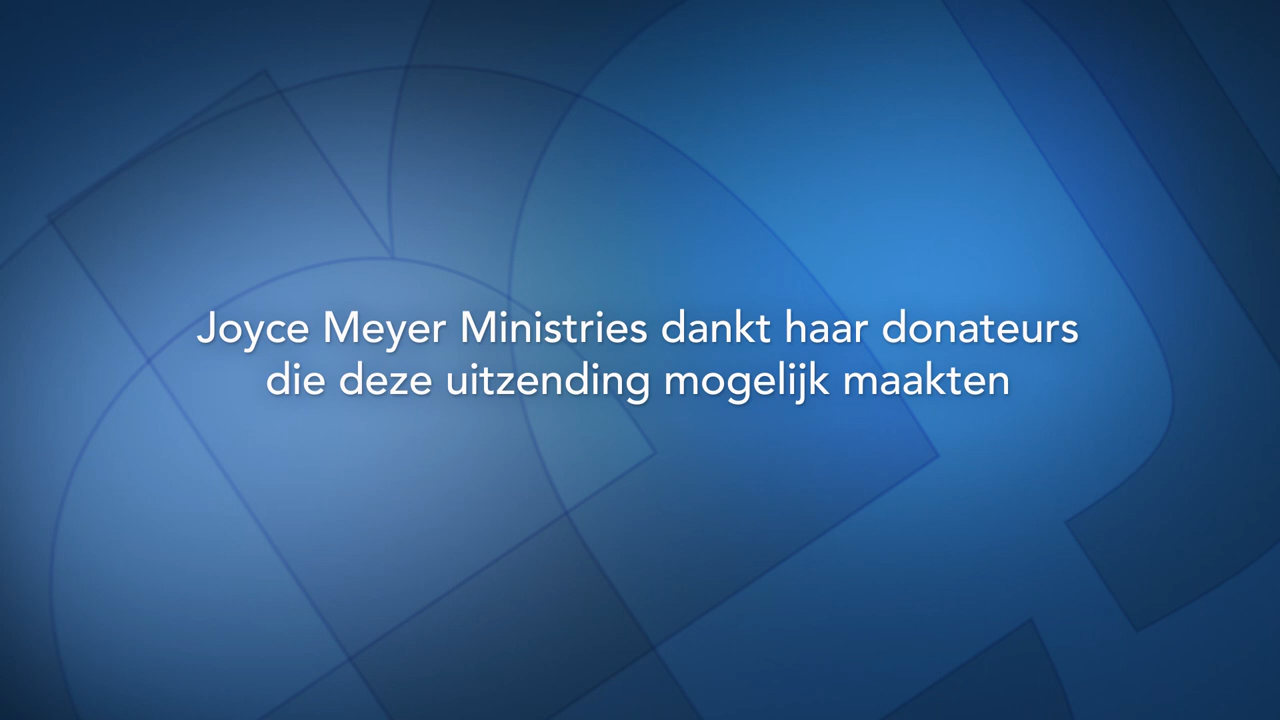 Joyce Meyer Ministries dankt haar donateurs
die deze uitzending mogelijk maakten